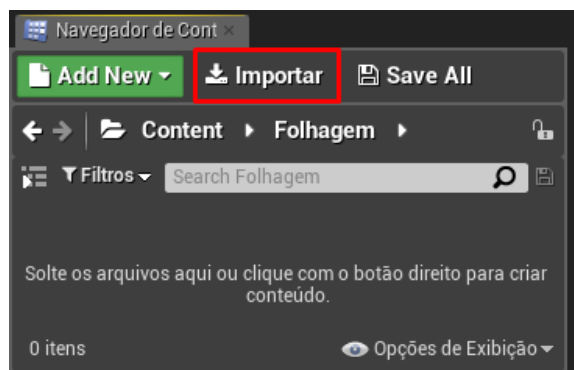 Navegador de Cont
Add New Importar Save All
Content Folhagem
Filtros Search Folhagem
Solte os arquivos aqui ou clique com o botão direito para criar
conteúdo.
0 itens Opções de Exibição